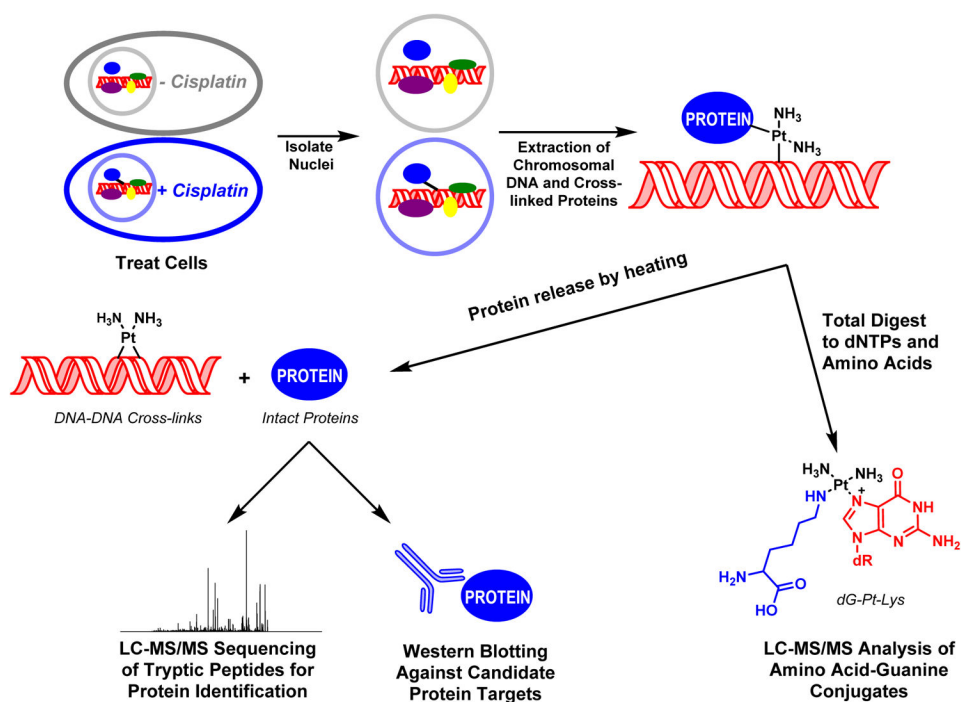 - Cisplatin
+ Cisplatin
Treat Cells
Isolate
Nuclei
Extraction of
Chromosomal
DNA and Cross-
linked Proteins
PROTEIN
NH3
Pt
NH3
Protein release by heating
Total Digest
to dNTPs and
Amino Acids
H3N
NH3
Pt
DNA-DNA Cross-links
+
PROTEIN
Intact Proteins
LC-MS/MS Sequencing
of Tryptic Peptides for
Protein Identification
PROTEIN
Western Blotting
Against Candidate
Protein Targets
H3N
NH3
Pt
HN
+
N
O
NH
N
N
NH2
dR
H2N
O
HO
dG-Pt-Lys
LC-MS/MS Analysis of
Amino Acid-Guanine
Conjugates